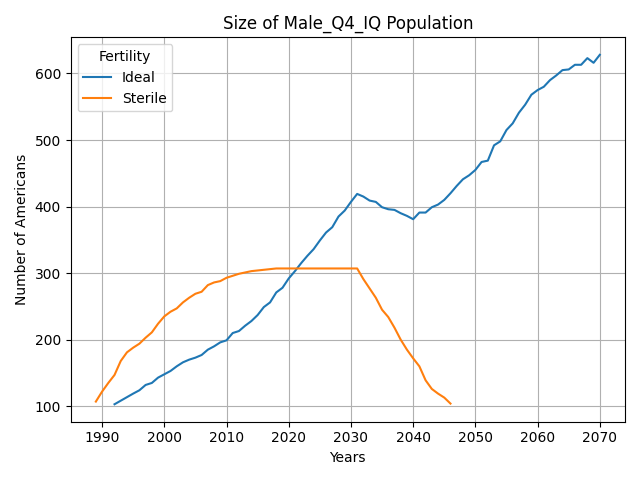 Size of Male_Q4_IQ Population
Fertility
Ideal
Sterile
Number of Americans
600
500
400
300
200
100
1990 2000 2010 2020 2030 2040 2050 2060 2070
Years